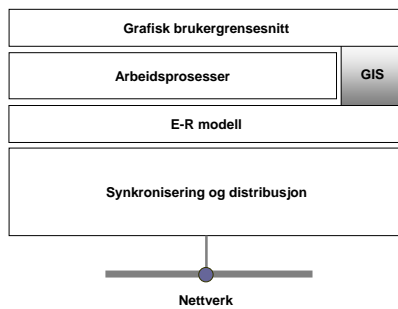 Grafisk brukergrensesnitt
Arbeidsprosesser
GIS
E-R modell
Synkronisering og distribusjon
Nettverk